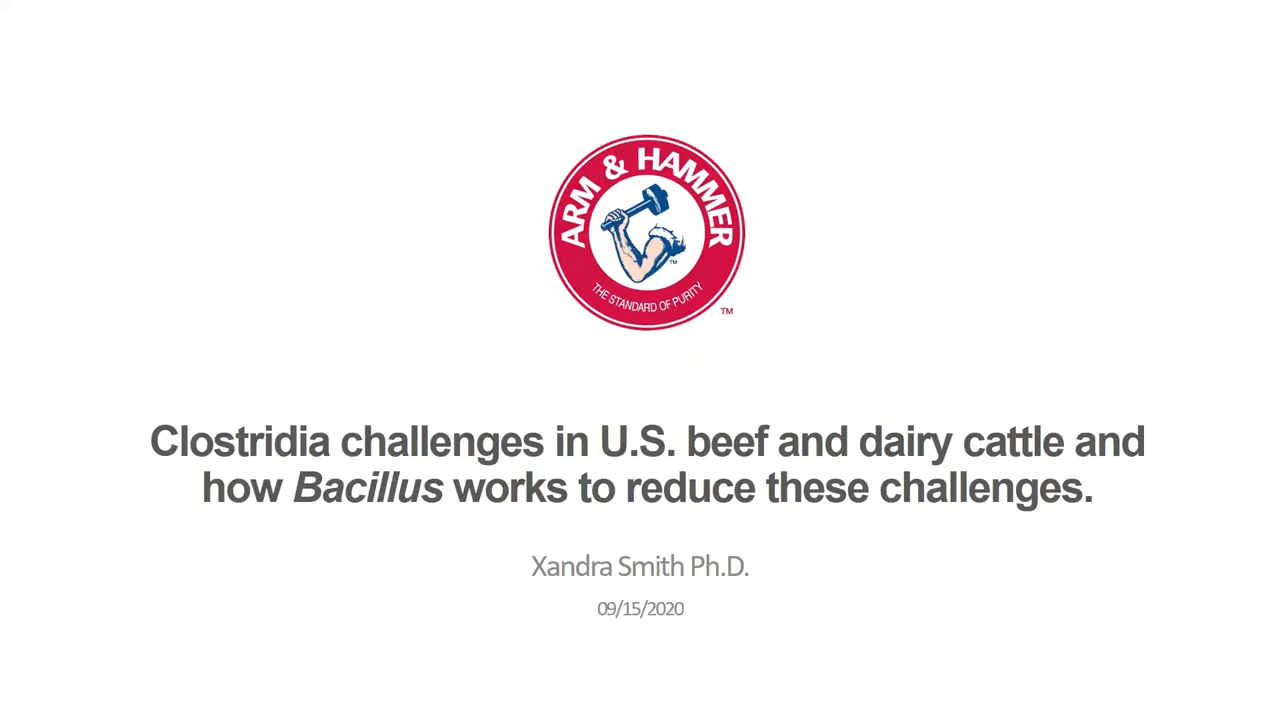 ARM & HAMMER
™
THE STANDARD OF PURITY
™
Clostridia challenges in U.S. beef and dairy cattle and
how Bacillus works to reduce these challenges.
Xandra Smith Ph.D.
09/15/2020